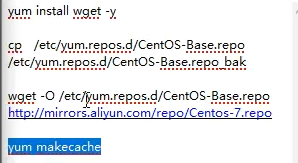 yum install wget -y
cp   /etc/yum.repos.d/CentOS-Base.repo
/etc/yum.repos.d/CentOS-Base.repo_bak
wget -O /etc/yum.repos.d/CentOS-Base.repo
http://mirrors.aliyun.com/repo/Centos-7.repo
yum makecache